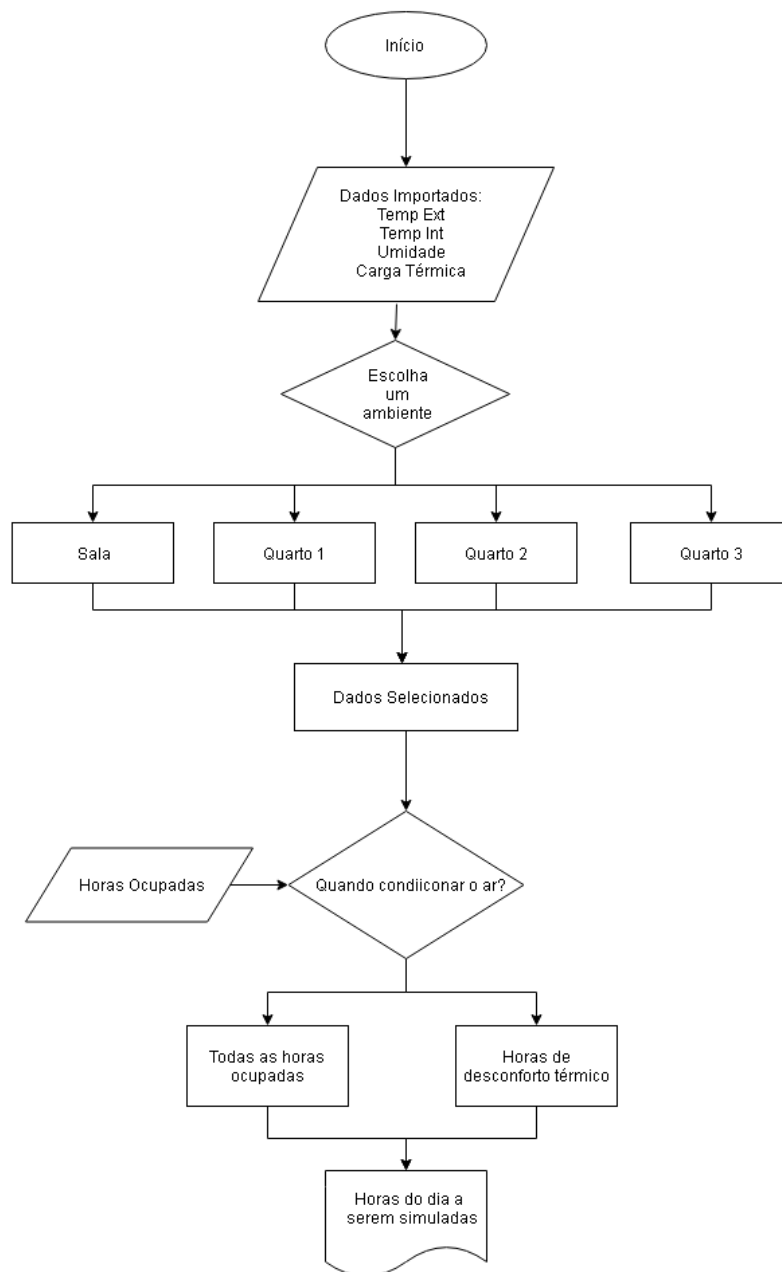 Início
Dados Importados:
Temp Ext
Temp Int
Umidade
Carga Térmica
Escolha
um
ambiente
Sala
Quarto 1
Quarto 2
Quarto 3
Dados Selecionados
Horas Ocupadas
Quando condiiconar o ar?
Todas as horas
ocupadas
Horas de
desconforto térmico
Horas do dia a
serem simuladas